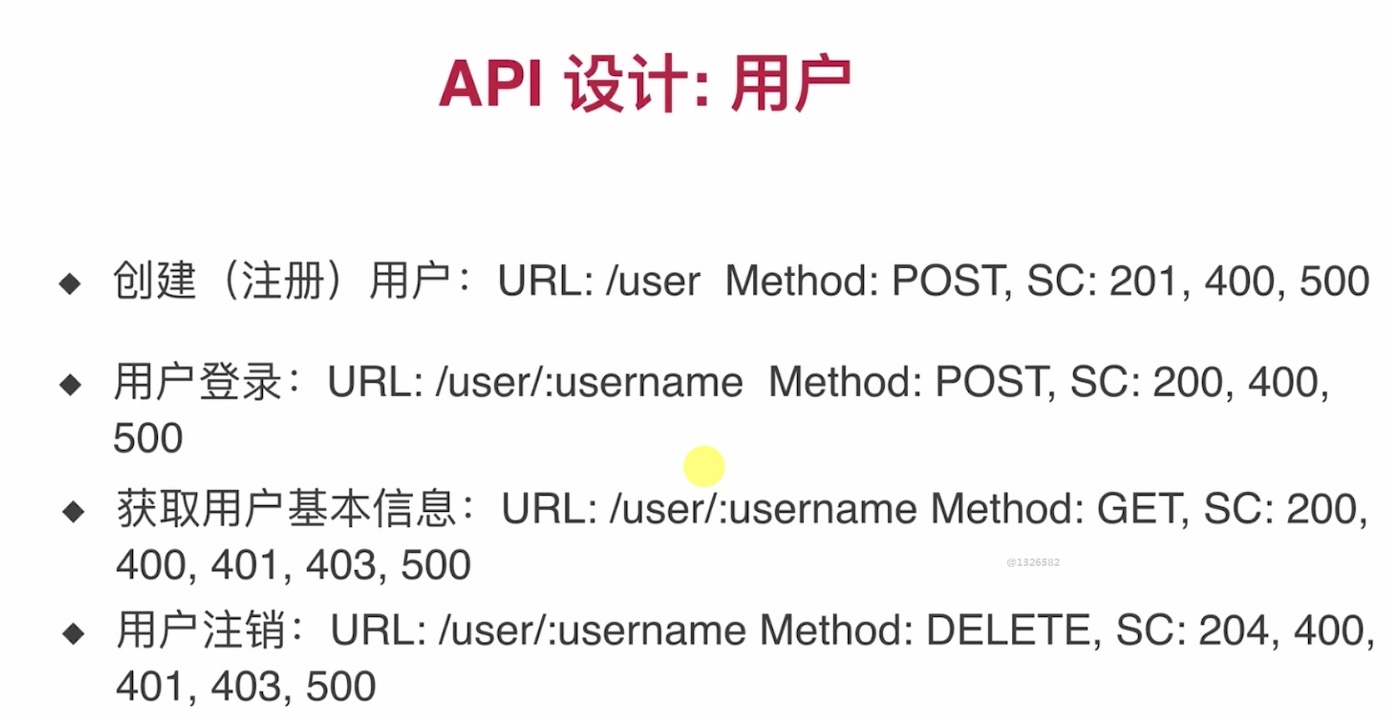 API 设计: 用户
◆ 创建（注册）用户：URL: /user Method: POST, SC: 201, 400, 500
◆ 用户登录：URL: /user/:username Method: POST, SC: 200, 400,
500
◆ 获取用户基本信息：URL: /user/:username Method: GET, SC: 200,
400, 401, 403, 500
@1326582
◆ 用户注销：URL: /user/:username Method: DELETE, SC: 204, 400,
401, 403, 500